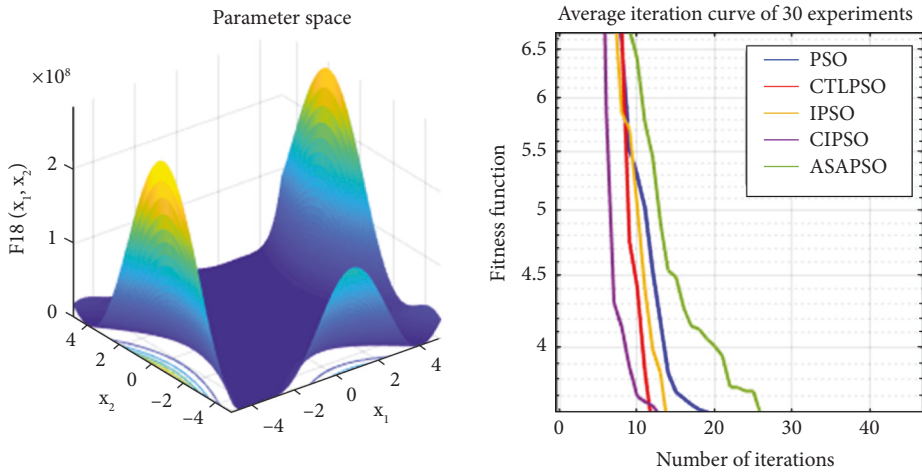 Parameter space
×10⁸
2
1
0
F18 (x₁, x₂)
4
2
0
−2
−4
x₂
−4
−2
0
2
4
x₁
Average iteration curve of 30 experiments
6.5
6
5.5
5
4.5
4
Fitness function
PSO
CTLPSO
IPSO
CIPSO
ASAPSO
0
10
20
30
40
Number of iterations